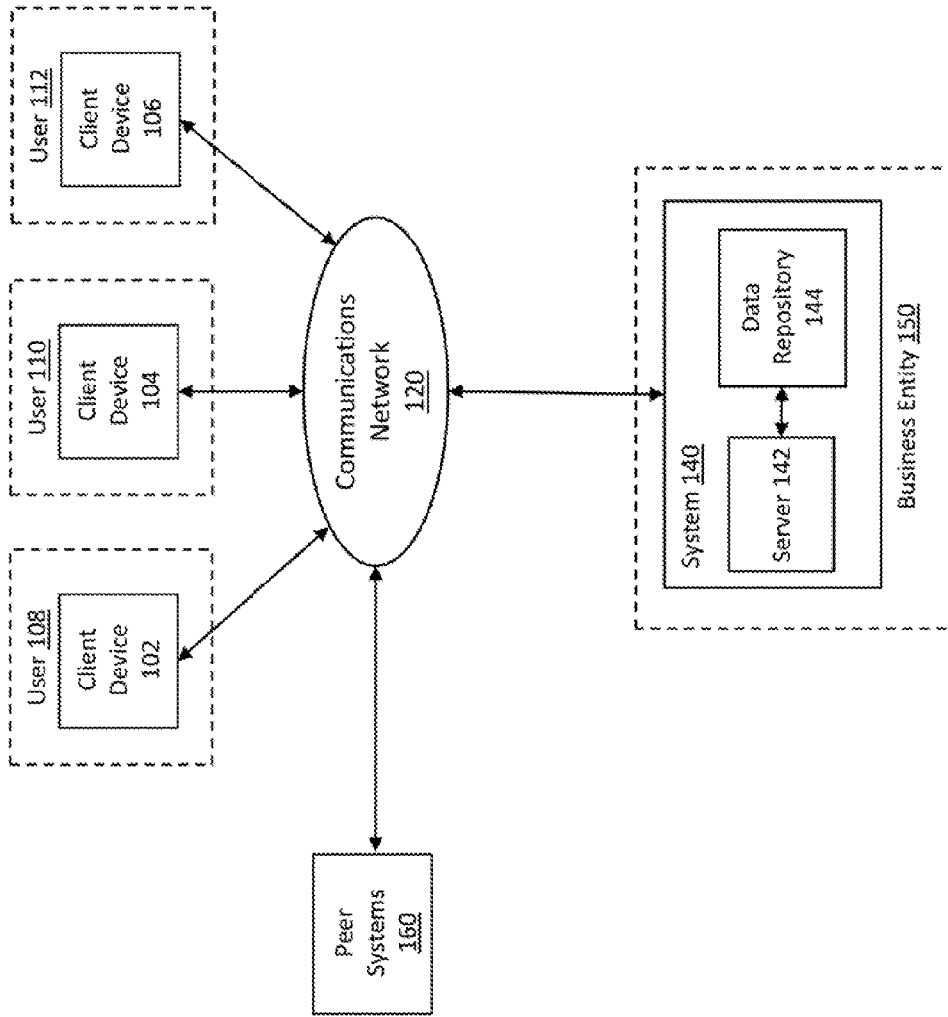 User 108
Client
Device
102
User 110
Client
Device
104
User 112
Client
Device
106
Communications
Network
120
Peer
Systems
160
System 140
Server 142
Data
Repository
144
Business Entity 150